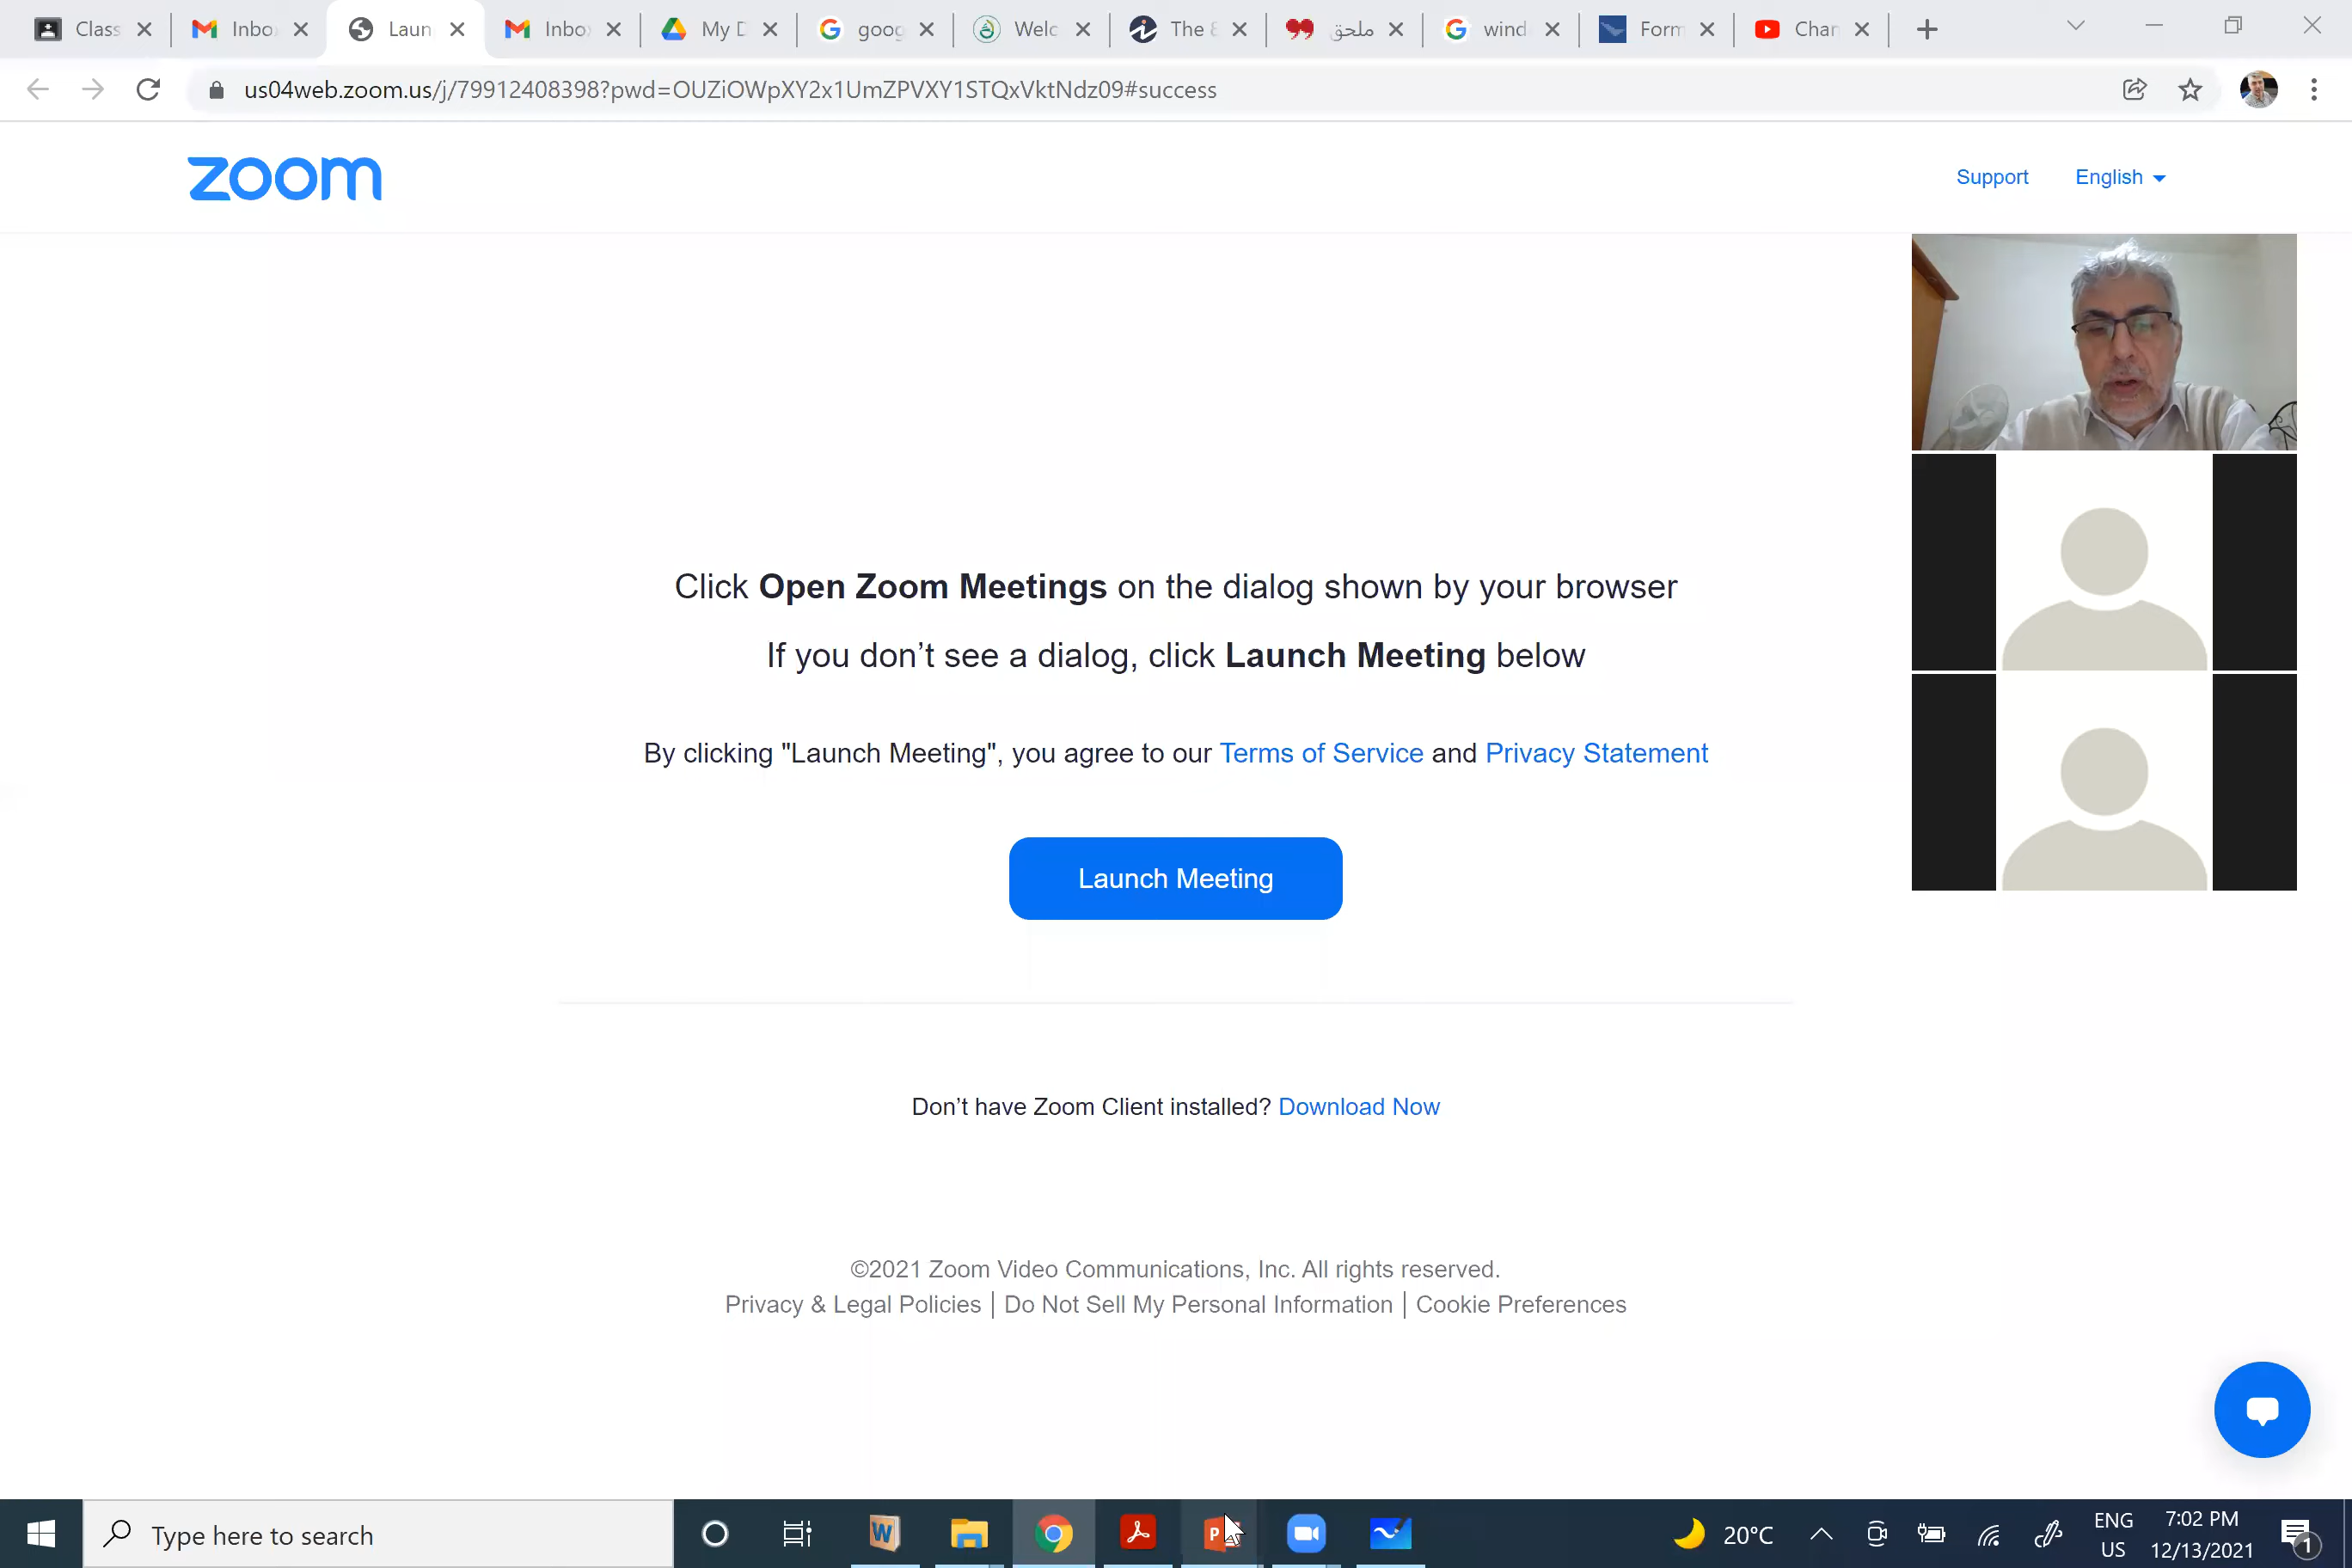 Class Inbo Laun Inbo My D goog Welc The ملحق wind Form Chan
us04web.zoom.us/j/79912408398?pwd=OUZiOWpXY2x1UmZPVXY1STQxVktNdz09#success
zoom
Support English
Click Open Zoom Meetings on the dialog shown by your browser
If you don’t see a dialog, click Launch Meeting below
By clicking "Launch Meeting", you agree to our Terms of Service and Privacy Statement
Launch Meeting
Don’t have Zoom Client installed? Download Now
©2021 Zoom Video Communications, Inc. All rights reserved.
Privacy & Legal Policies | Do Not Sell My Personal Information | Cookie Preferences
Type here to search
20°C
ENG
US
7:02 PM
12/13/2021
1